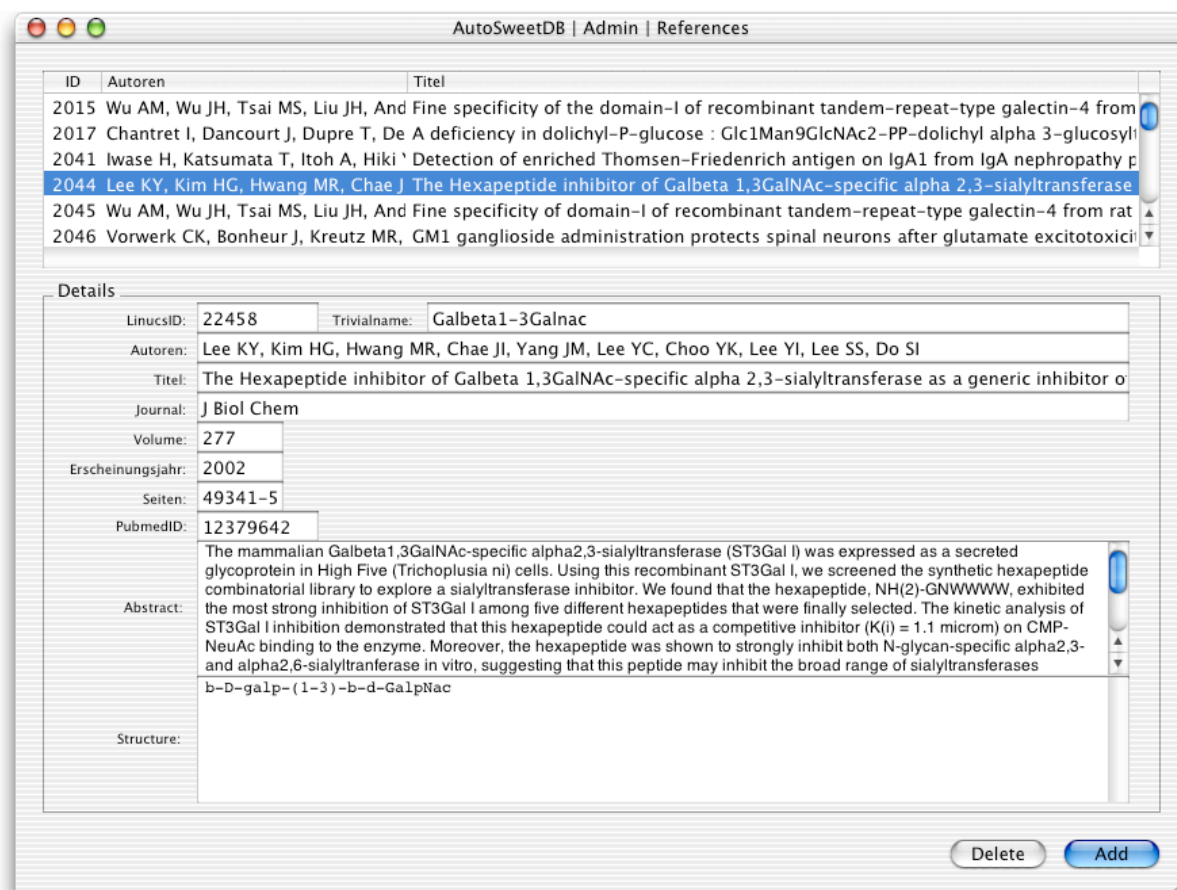 AutoSweetDB | Admin | References
ID Autoren Titel
2015 Wu AM, Wu JH, Tsai MS, Liu JH, And Fine specificity of the domain-I of recombinant tandem-repeat-type galectin-4 from
2017 Chantret I, Dancourt J, Dupre T, De A deficiency in dolichyl-P-glucose : Glc1Man9GlcNAc2-PP-dolichyl alpha 3-glucosylt
2041 Iwase H, Katsumata T, Itoh A, Hiki Detection of enriched Thomsen-Friedenrich antigen on IgA1 from IgA nephropathy p
2044 Lee KY, Kim HG, Hwang MR, Chae J The Hexapeptide inhibitor of Galbeta 1,3GalNAc-specific alpha 2,3-sialyltransferase
2045 Wu AM, Wu JH, Tsai MS, Liu JH, And Fine specificity of domain-I of recombinant tandem-repeat-type galectin-4 from rat
2046 Vorwerk CK, Bonheur J, Kreutz MR, GM1 ganglioside administration protects spinal neurons after glutamate excitotoxicit
Details
LinucsID: 22458 Trivialname: Galbeta1-3Galnac
Autoren: Lee KY, Kim HG, Hwang MR, Chae JI, Yang JM, Lee YC, Choo YK, Lee YI, Lee SS, Do SI
Titel: The Hexapeptide inhibitor of Galbeta 1,3GalNAc-specific alpha 2,3-sialyltransferase as a generic inhibitor o
Journal: J Biol Chem
Volume: 277
Erscheinungsjahr: 2002
Seiten: 49341-5
PubmedID: 12379642
Abstract: The mammalian Galbeta1,3GalNAc-specific alpha2,3-sialyltransferase (ST3Gal I) was expressed as a secreted
glycoprotein in High Five (Trichoplusia ni) cells. Using this recombinant ST3Gal I, we screened the synthetic hexapeptide
combinatorial library to explore a sialyltransferase inhibitor. We found that the hexapeptide, NH(2)-GNWWWW, exhibited
the most strong inhibition of ST3Gal I among five different hexapeptides that were finally selected. The kinetic analysis of
ST3Gal I inhibition demonstrated that this hexapeptide could act as a competitive inhibitor (K(i) = 1.1 microm) on CMP-
NeuAc binding to the enzyme. Moreover, the hexapeptide was shown to strongly inhibit both N-glycan-specific alpha2,3-
and alpha2,6-sialyltranferase in vitro, suggesting that this peptide may inhibit the broad range of sialyltransferases
Structure: b-D-galp-(1-3)-b-d-GalpNac
Delete Add